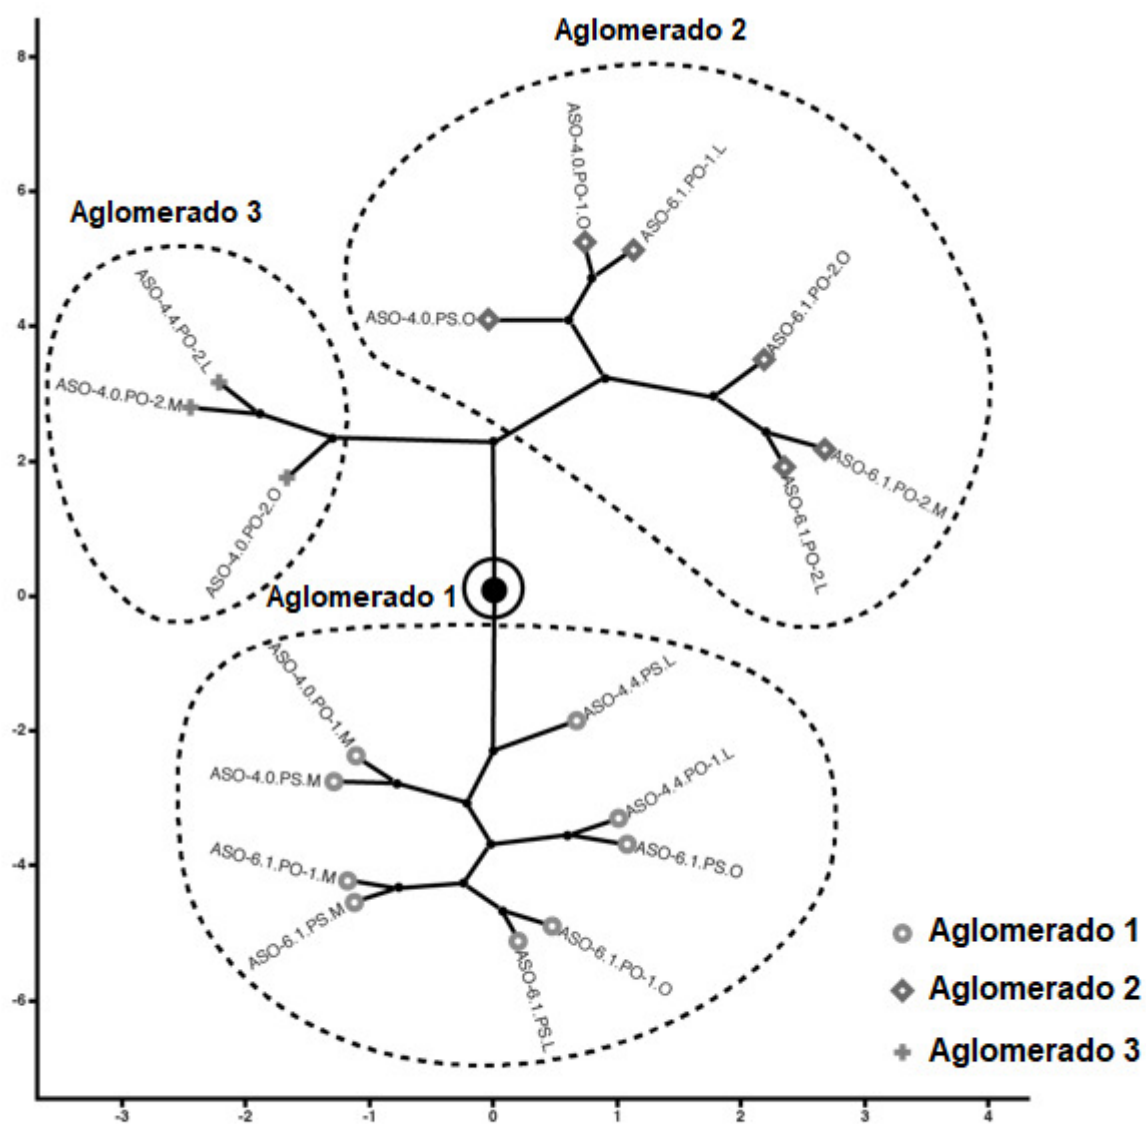 Aglomerado 2
8
ASO-4.0.PO-1.O
ASO-6.1.PO-1.L
6
Aglomerado 3
ASO-4.4.PO-2.L
ASO-6.1.PO-2.O
4
ASO-4.0.PS.O
ASO-4.0.PO-2.M
2
ASO-6.1.PO-2.M
ASO-4.0.PO-2.O
ASO-6.1.PO-2.L
0
Aglomerado 1
ASO-4.0.PO-1.M
ASO-4.4.PS.L
-2
ASO-4.0.PS.M
ASO-4.4.PO-1.L
-4
ASO-6.1.PO-1.M
ASO-6.1.PS.O
ASO-6.1.PS.M
ASO-6.1.PO-1.O
ASO-6.1.PS.L
-6
Aglomerado 1
Aglomerado 2
Aglomerado 3
-3 -2 -1 0 1 2 3 4